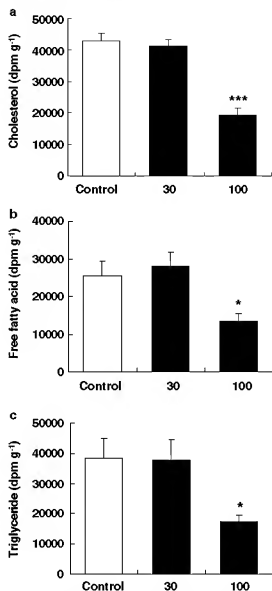 a
Cholesterol (dpm g⁻¹)
50000
40000
30000
20000
10000
0
***
Control 30 100
b
Free fatty acid (dpm g⁻¹)
40000
30000
20000
10000
0
*
Control 30 100
c
Triglyceride (dpm g⁻¹)
50000
40000
30000
20000
10000
0
*
Control 30 100